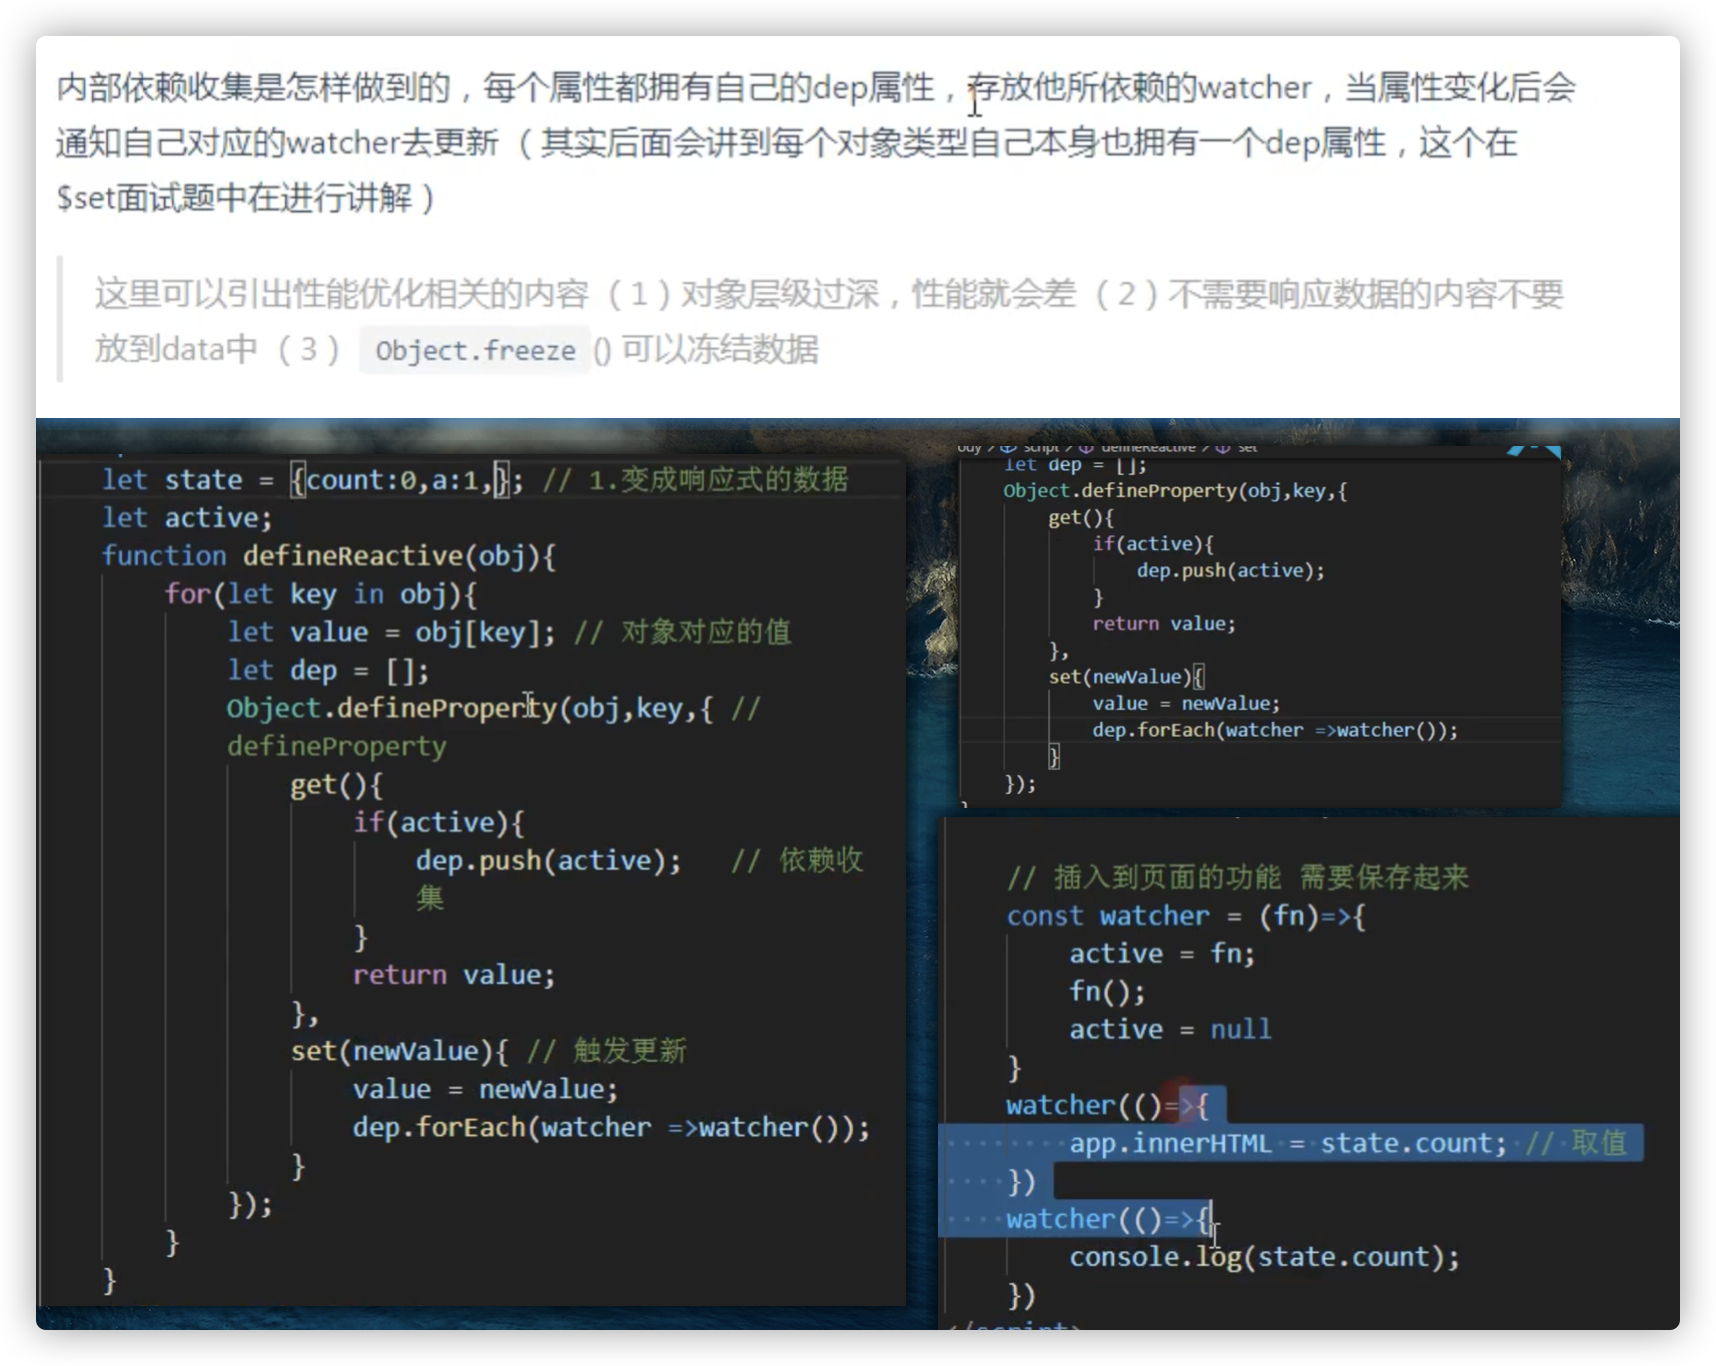 内部依赖收集是怎样做到的，每个属性都拥有自己的dep属性，存放他所依赖的watcher，当属性变化后会
通知自己对应的watcher去更新（其实后面会讲到每个对象类型自己本身也拥有一个dep属性，这个在
$set面试题中在进行讲解）
这里可以引出性能优化相关的内容（1）对象层级过深，性能就会差（2）不需要响应数据的内容不要
放到data中（3） Object.freeze() 可以冻结数据
let state = {count:0,a:1,}; // 1.变成响应式的数据
let active;
function defineReactive(obj){
for(let key in obj){
let value = obj[key]; // 对象对应的值
let dep = [];
Object.defineProperty(obj,key,{ //
defineProperty
get(){
if(active){
dep.push(active); // 依赖收
集
}
return value;
},
set(newValue){ // 触发更新
value = newValue;
dep.forEach(watcher =>watcher());
}
});
}
}
ody > script > defineReactive > set
let dep = [];
Object.defineProperty(obj,key,{
get(){
if(active){
dep.push(active);
}
return value;
},
set(newValue){
value = newValue;
dep.forEach(watcher =>watcher());
}
});
}
// 插入到页面的功能 需要保存起来
const watcher = (fn)=>{
active = fn;
fn();
active = null
}
watcher(()=>{
app.innerHTML = state.count; // 取值
})
watcher(()=>{
console.log(state.count);
})
</script>